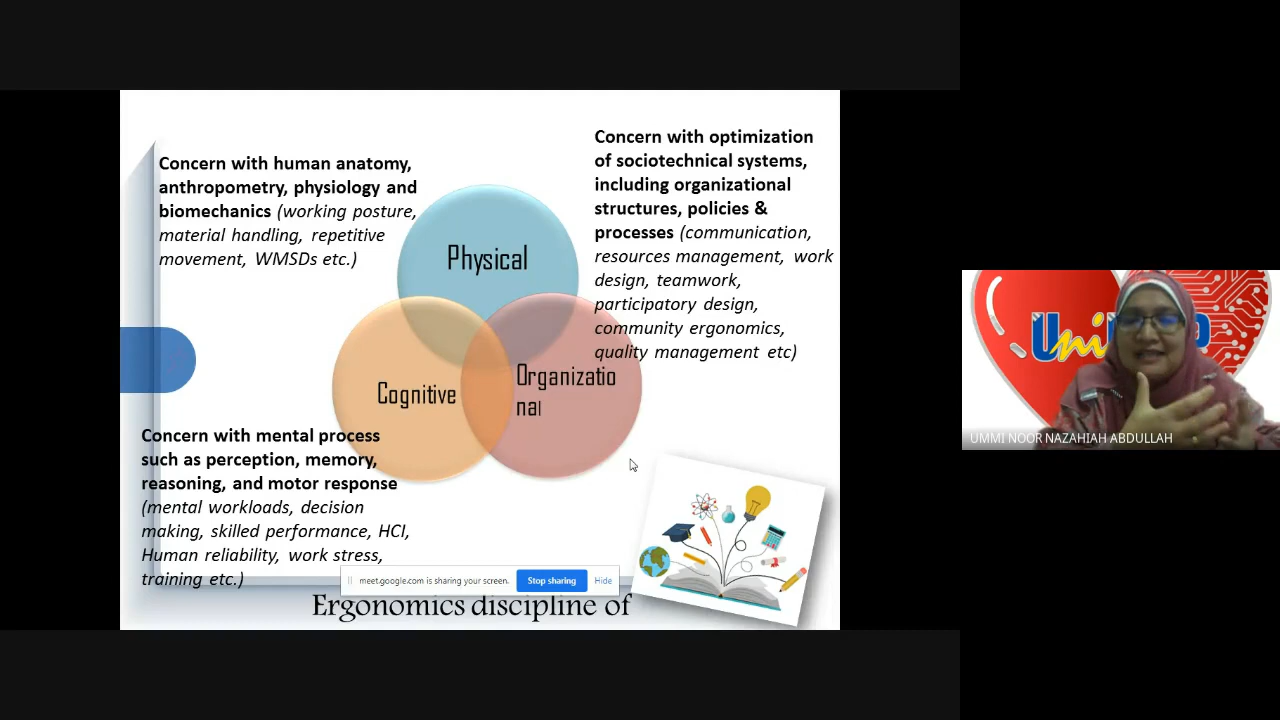 Concern with human anatomy,
anthropometry, physiology and
biomechanics (working posture,
material handling, repetitive
movement, WMSDs etc.)
Concern with optimization
of sociotechnical systems,
including organizational
structures, policies &
processes (communication,
resources management, work
design, teamwork,
participatory design,
community ergonomics,
quality management etc)
Physical
Cognitive
Organizatio
nal
Concern with mental process
such as perception, memory,
reasoning, and motor response
(mental workloads, decision
making, skilled performance, HCI,
Human reliability, work stress,
training etc.)
meet.google.com is sharing your screen.
Stop sharing
Hide
Ergonomics discipline of
UMMI NOOR NAZAHIAH ABDULLAH